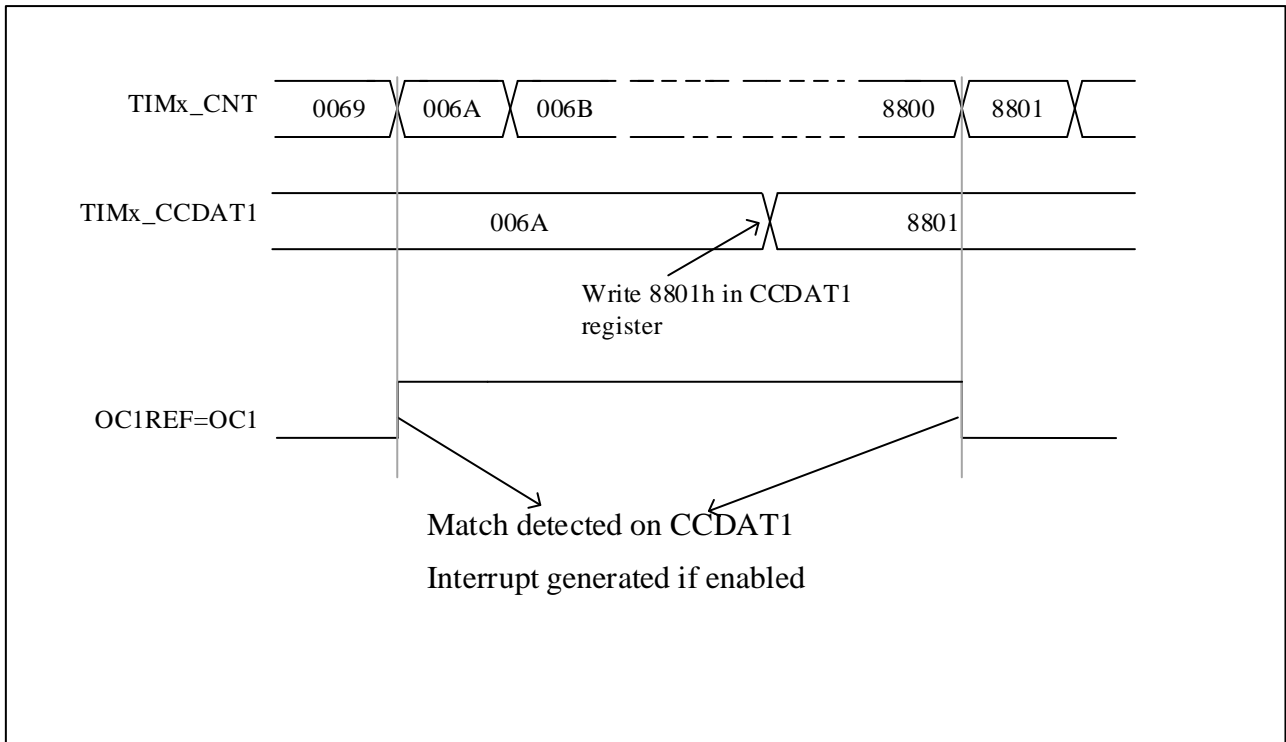 TIMx_CNT 0069 006A 006B 8800 8801
TIMx_CCDAT1 006A 8801
Write 8801h in CCDAT1
register
OC1REF=OC1
Match detected on CCDAT1
Interrupt generated if enabled